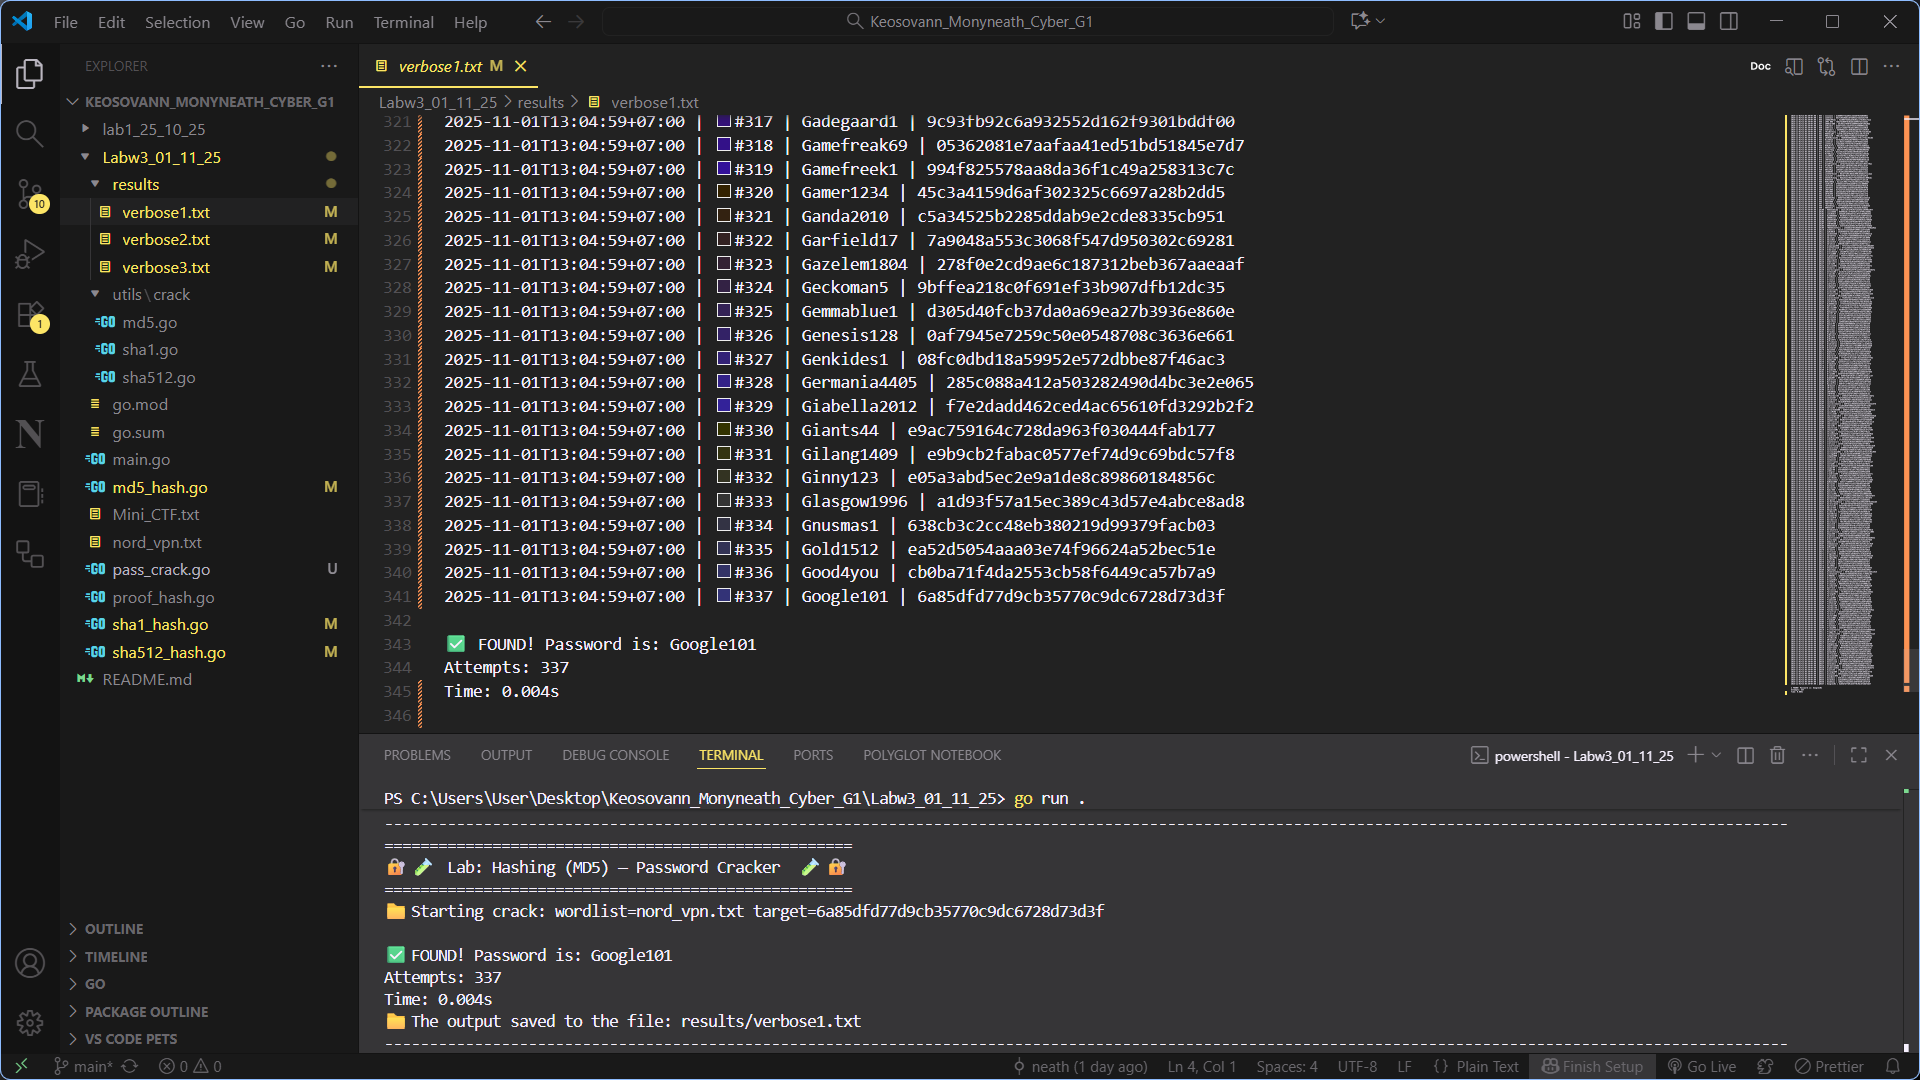 File Edit Selection View Go Run Terminal Help
Keosovann_Monyneath_Cyber_G1
EXPLORER
KEOSOVANN_MONYNEATH_CYBER_G1
lab1_25_10_25
Labw3_01_11_25
results
verbose1.txt M
verbose2.txt M
verbose3.txt M
utils\crack
GO md5.go
GO sha1.go
GO sha512.go
go.mod
go.sum
GO main.go
GO md5_hash.go M
Mini_CTF.txt
nord_vpn.txt
GO pass_crack.go U
GO proof_hash.go
GO sha1_hash.go M
GO sha512_hash.go M
README.md
OUTLINE
TIMELINE
GO
PACKAGE OUTLINE
VS CODE PETS
10
1
verbose1.txt M
Doc
Labw3_01_11_25 > results > verbose1.txt
321 2025-11-01T13:04:59+07:00 | #317 | Gadegaard1 | 9c93fb92c6a932552d162f9301bddf00
322 2025-11-01T13:04:59+07:00 | #318 | Gamefreak69 | 05362081e7aafaa41ed51bd51845e7d7
323 2025-11-01T13:04:59+07:00 | #319 | Gamefreek1 | 994f825578aa8da36f1c49a258313c7c
324 2025-11-01T13:04:59+07:00 | #320 | Gamer1234 | 45c3a4159d6af302325c6697a28b2dd5
325 2025-11-01T13:04:59+07:00 | #321 | Ganda2010 | c5a34525b2285ddab9e2cde8335cb951
326 2025-11-01T13:04:59+07:00 | #322 | Garfield17 | 7a9048a553c3068f547d950302c69281
327 2025-11-01T13:04:59+07:00 | #323 | Gazelem1804 | 278f0e2cd9ae6c187312beb367aaeaaf
328 2025-11-01T13:04:59+07:00 | #324 | Geckoman5 | 9bffea218c0f691ef33b907dfb12dc35
329 2025-11-01T13:04:59+07:00 | #325 | Gemmablue1 | d305d40fcb37da0a69ea27b3936e860e
330 2025-11-01T13:04:59+07:00 | #326 | Genesis128 | 0af7945e7259c50e0548708c3636e661
331 2025-11-01T13:04:59+07:00 | #327 | Genkides1 | 08fc0dbd18a59952e572dbbe87f46ac3
332 2025-11-01T13:04:59+07:00 | #328 | Germania4405 | 285c088a412a503282490d4bc3e2e065
333 2025-11-01T13:04:59+07:00 | #329 | Giabella2012 | f7e2dadd462ced4ac65610fd3292b2f2
334 2025-11-01T13:04:59+07:00 | #330 | Giants44 | e9ac759164c728da963f030444fab177
335 2025-11-01T13:04:59+07:00 | #331 | Gilang1409 | e9b9cb2fabac0577ef74d9c69bdc57f8
336 2025-11-01T13:04:59+07:00 | #332 | Ginny123 | e05a3abd5ec2e9a1de8c89860184856c
337 2025-11-01T13:04:59+07:00 | #333 | Glasgow1996 | a1d93f57a15ec389c43d57e4abce8ad8
338 2025-11-01T13:04:59+07:00 | #334 | Gnusmas1 | 638cb3c2cc48eb380219d99379facb03
339 2025-11-01T13:04:59+07:00 | #335 | Gold1512 | ea52d5054aaa03e74f96624a52bec51e
340 2025-11-01T13:04:59+07:00 | #336 | Good4you | cb0ba71f4da2553cb58f6449ca57b7a9
341 2025-11-01T13:04:59+07:00 | #337 | Google101 | 6a85dfd77d9cb35770c9dc6728d73d3f
342
343 ✅ FOUND! Password is: Google101
344 Attempts: 337
345 Time: 0.004s
346
PROBLEMS OUTPUT DEBUG CONSOLE TERMINAL PORTS POLYGLOT NOTEBOOK
powershell - Labw3_01_11_25
PS C:\Users\User\Desktop\Keosovann_Monyneath_Cyber_G1\Labw3_01_11_25> go run .
====================================================
🔐 🧪 Lab: Hashing (MD5) — Password Cracker 🧪 🔐
====================================================
📁 Starting crack: wordlist=nord_vpn.txt target=6a85dfd77d9cb35770c9dc6728d73d3f
✅ FOUND! Password is: Google101
Attempts: 337
Time: 0.004s
📁 The output saved to the file: results/verbose1.txt
main* 0 0 neath (1 day ago) Ln 4, Col 1 Spaces: 4 UTF-8 LF {} Plain Text Finish Setup Go Live Prettier